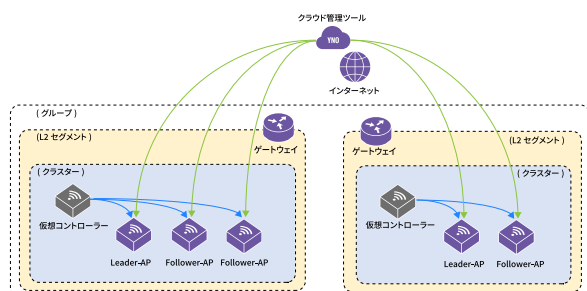 クラウド管理ツール
YNO
インターネット
( グループ )
(L2 セグメント )
ゲートウェイ
( クラスター )
仮想コントローラー
Leader-AP
Follower-AP
Follower-AP
ゲートウェイ
(L2 セグメント )
( クラスター )
仮想コントローラー
Leader-AP
Follower-AP